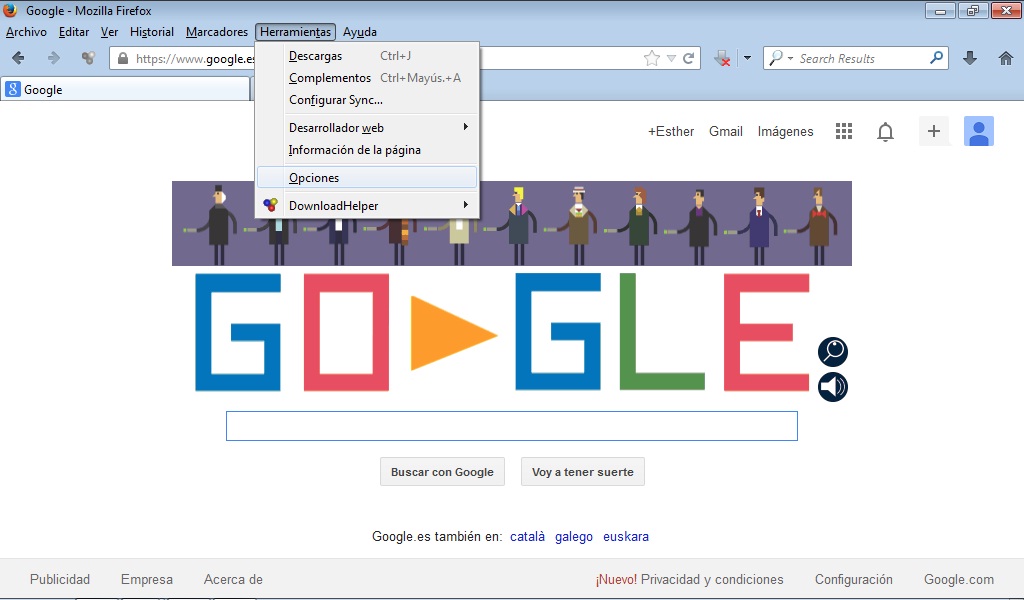 Google - Mozilla Firefox
Archivo Editar Ver Historial Marcadores Herramientas Ayuda
https://www.google.es
Search Results
Google
Descargas Ctrl+J
Complementos Ctrl+Mayús.+A
Configurar Sync...
Desarrollador web
Información de la página
Opciones
DownloadHelper
+Esther Gmail Imágenes
GOGLE
Buscar con Google Voy a tener suerte
Google.es también en: català galego euskara
Publicidad Empresa Acerca de ¡Nuevo! Privacidad y condiciones Configuración Google.com